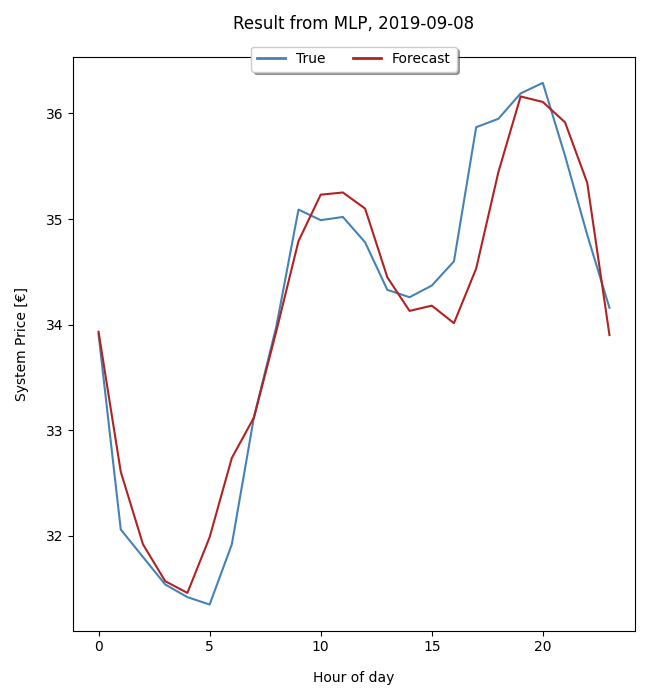 Result from MLP, 2019-09-08
True Forecast
36
35
34
33
32
System Price [€]
0 5 10 15 20
Hour of day